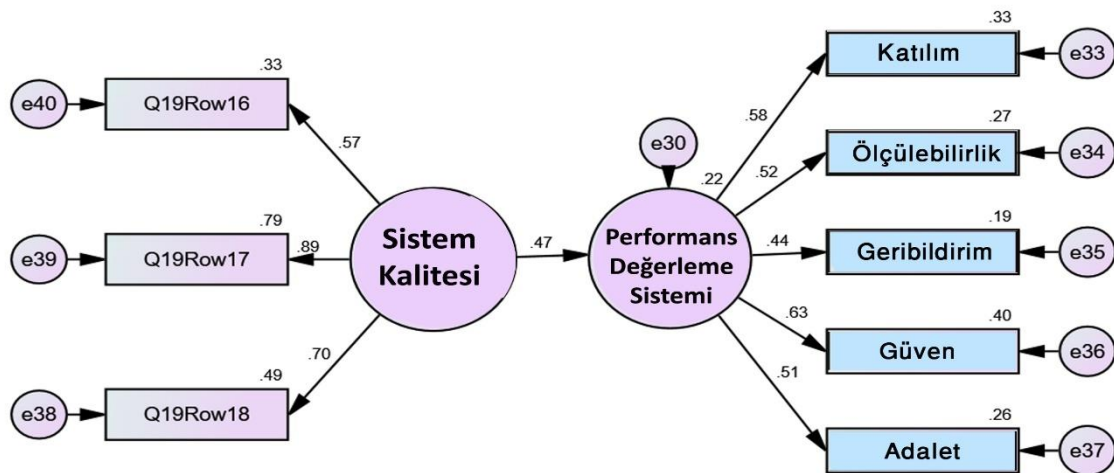 .33
e40
Q19Row16
.57
.79
e39
Q19Row17
.89
.49
e38
Q19Row18
.70
Sistem
Kalitesi
.47
e30
.22
Performans
Değerleme
Sistemi
.58
.33
Katılım
e33
.52
.27
Ölçülebilirlik
e34
.44
.19
Geribildirim
e35
.63
.40
Güven
e36
.51
.26
Adalet
e37